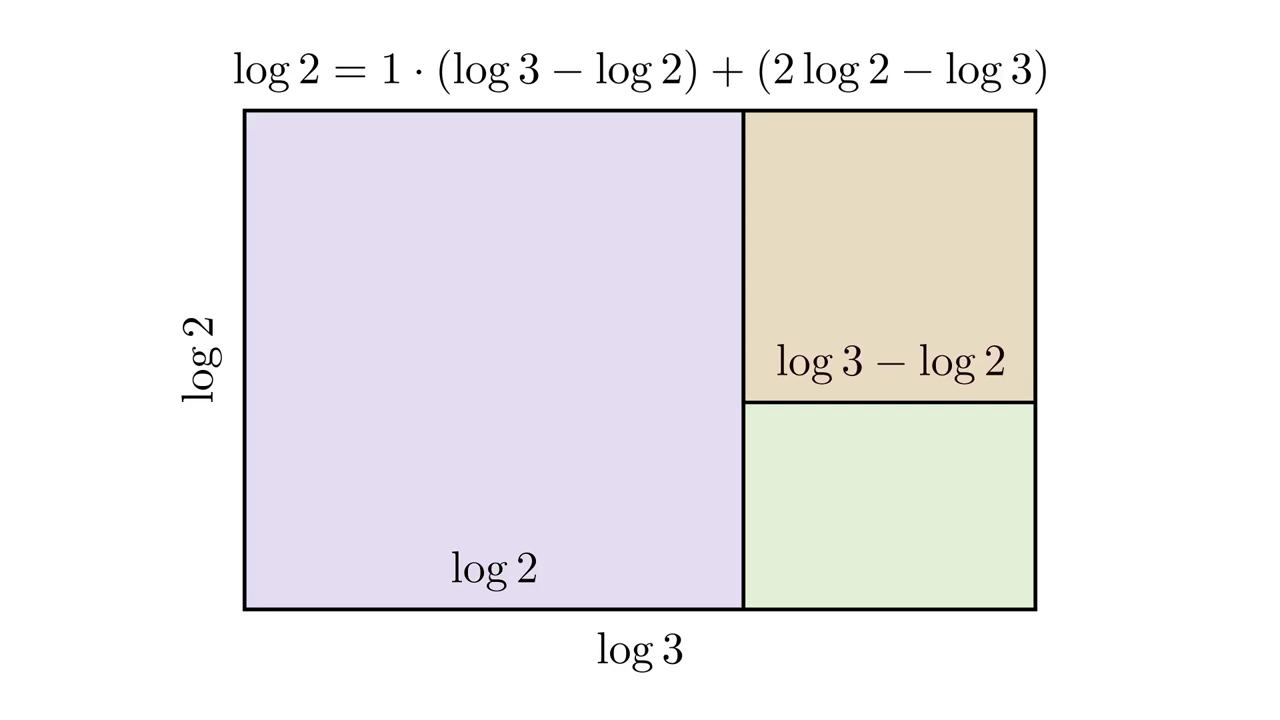 log 2 = 1 · (log 3 − log 2) + (2 log 2 − log 3)
log 2
log 3 − log 2
log 2
log 3